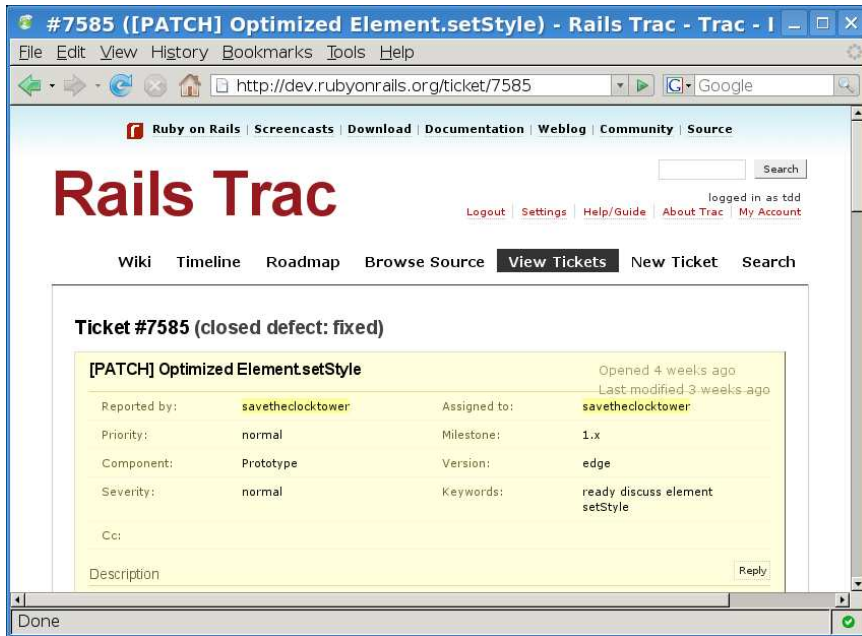 #7585 ([PATCH] Optimized Element.setStyle) - Rails Trac - Trac - I
File Edit View History Bookmarks Tools Help
http://dev.rubyonrails.org/ticket/7585 G Google
Ruby on Rails | Screencasts | Download | Documentation | Weblog | Community | Source
Search
Rails Trac
logged in as tdd
Logout Settings Help/Guide About Trac My Account
Wiki Timeline Roadmap Browse Source View Tickets New Ticket Search
Ticket #7585 (closed defect: fixed)
[PATCH] Optimized Element.setStyle Opened 4 weeks ago
Last modified 3 weeks ago
Reported by: savetheclocktower Assigned to: savetheclocktower
Priority: normal Milestone: 1.x
Component: Prototype Version: edge
Severity: normal Keywords: ready discuss element
setStyle
Cc:
Description Reply
Done